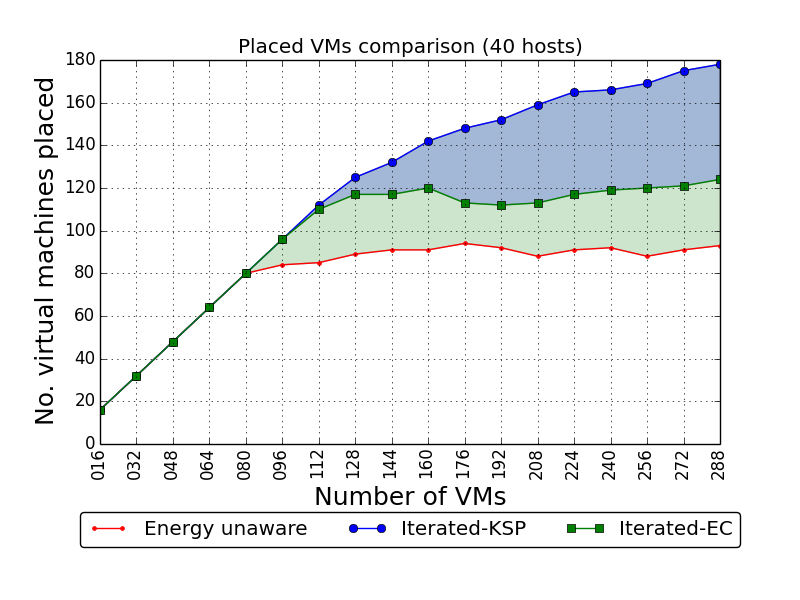 Placed VMs comparison (40 hosts)
No. virtual machines placed
180
160
140
120
100
80
60
40
20
0
016 032 048 064 080 096 112 128 144 160 176 192 208 224 240 256 272 288
Number of VMs
Energy unaware Iterated-KSP Iterated-EC